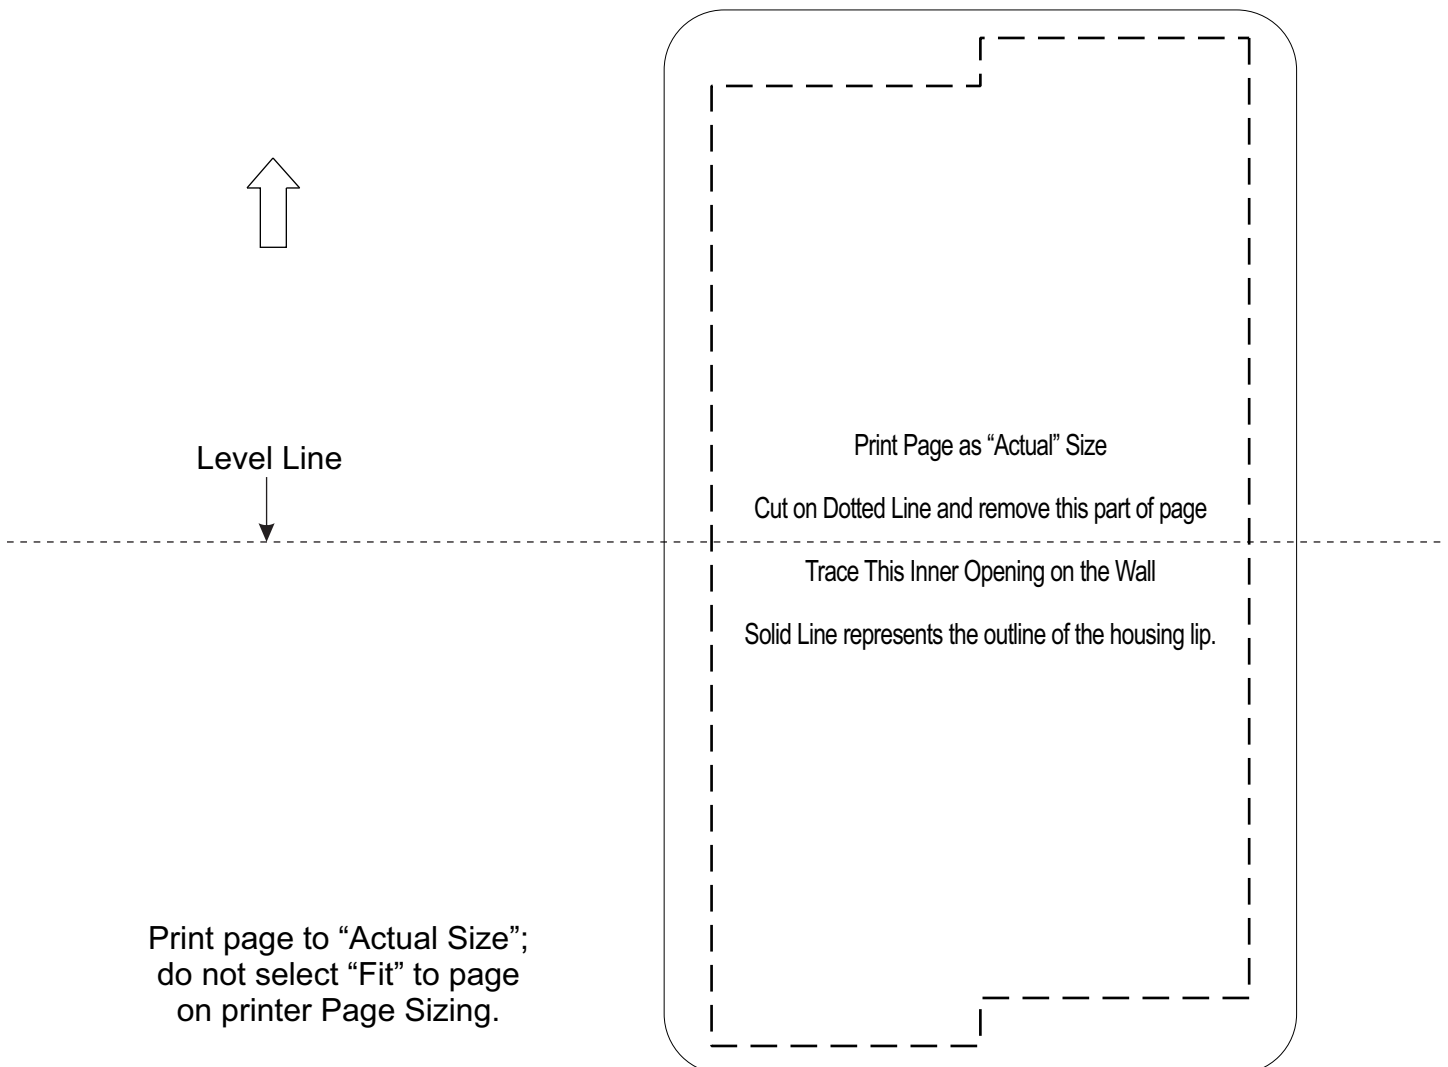 Level Line
Print Page as “Actual” Size
Cut on Dotted Line and remove this part of page
Trace This Inner Opening on the Wall
Solid Line represents the outline of the housing lip.
Print page to “Actual Size”;
do not select “Fit” to page
on printer Page Sizing.